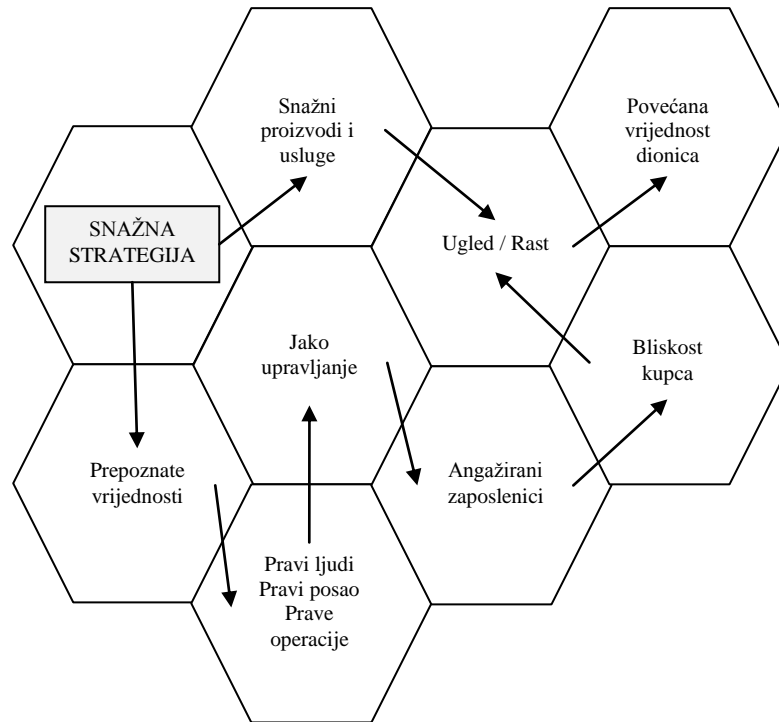 Snažni
proizvodi i
usluge
Povećana
vrijednost
dionica
SNAŽNA
STRATEGIJA
Ugled / Rast
Jako
upravljanje
Bliskost
kupca
Prepoznate
vrijednosti
Angažirani
zaposlenici
Pravi ljudi
Pravi posao
Prave
operacije